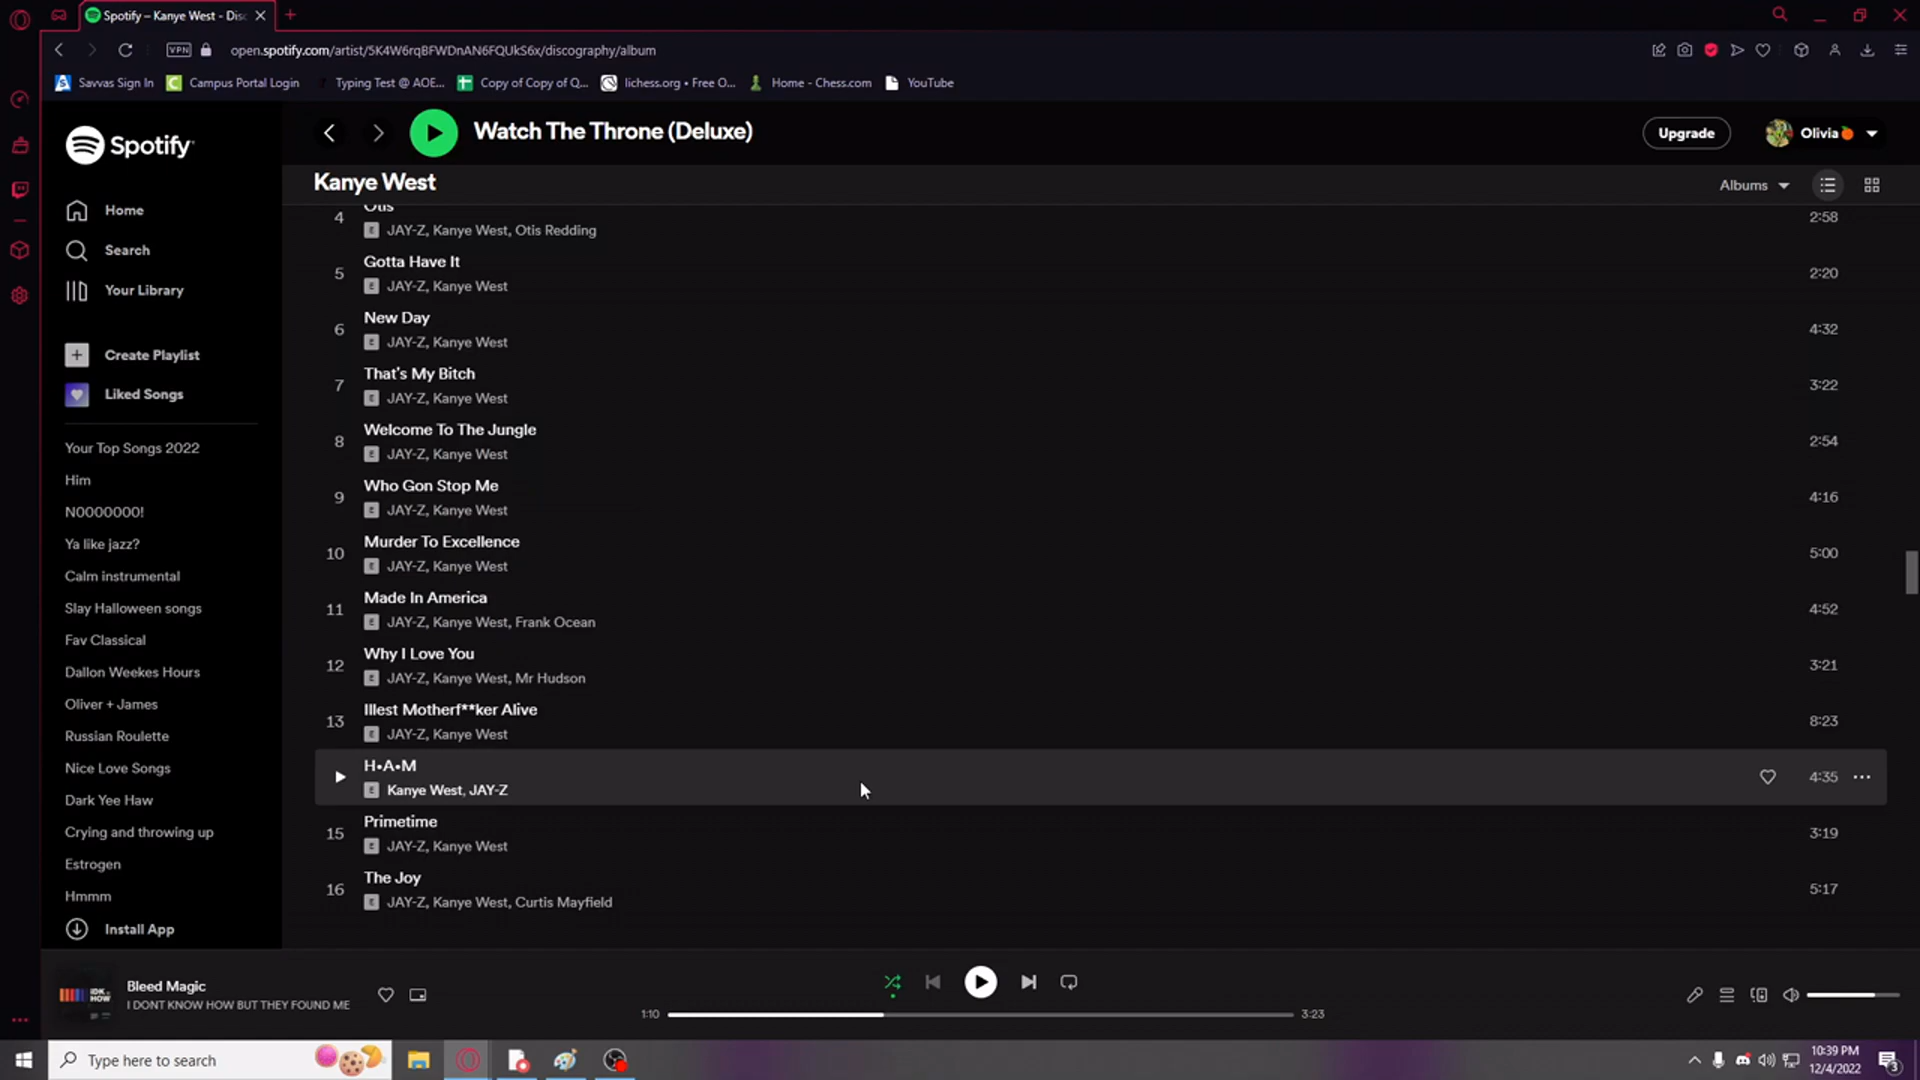 Spotify – Kanye West - Disc
VPN
open.spotify.com/artist/5K4W6rqBFWDnAN6FQUkS6x/discography/album
Savvas Sign In
Campus Portal Login
Typing Test @ AOE...
Copy of Copy of Q...
lichess.org • Free O...
Home - Chess.com
YouTube
Spotify
Watch The Throne (Deluxe)
Upgrade
Olivia
Kanye West
Albums
Home
Search
Your Library
Create Playlist
Liked Songs
Your Top Songs 2022
Him
N0000000!
Ya like jazz?
Calm instrumental
Slay Halloween songs
Fav Classical
Dallon Weekes Hours
Oliver + James
Russian Roulette
Nice Love Songs
Dark Yee Haw
Crying and throwing up
Estrogen
Hmmm
Install App
4 Otis 2:58
E JAY-Z, Kanye West, Otis Redding
5 Gotta Have It 2:20
E JAY-Z, Kanye West
6 New Day 4:32
E JAY-Z, Kanye West
7 That's My Bitch 3:22
E JAY-Z, Kanye West
8 Welcome To The Jungle 2:54
E JAY-Z, Kanye West
9 Who Gon Stop Me 4:16
E JAY-Z, Kanye West
10 Murder To Excellence 5:00
E JAY-Z, Kanye West
11 Made In America 4:52
E JAY-Z, Kanye West, Frank Ocean
12 Why I Love You 3:21
E JAY-Z, Kanye West, Mr Hudson
13 Illest Motherf**ker Alive 8:23
E JAY-Z, Kanye West
H•A•M 4:35
E Kanye West, JAY-Z
15 Primetime 3:19
E JAY-Z, Kanye West
16 The Joy 5:17
E JAY-Z, Kanye West, Curtis Mayfield
IDK HOW
Bleed Magic
I DONT KNOW HOW BUT THEY FOUND ME
1:10
3:23
Type here to search
10:39 PM
12/4/2022
3